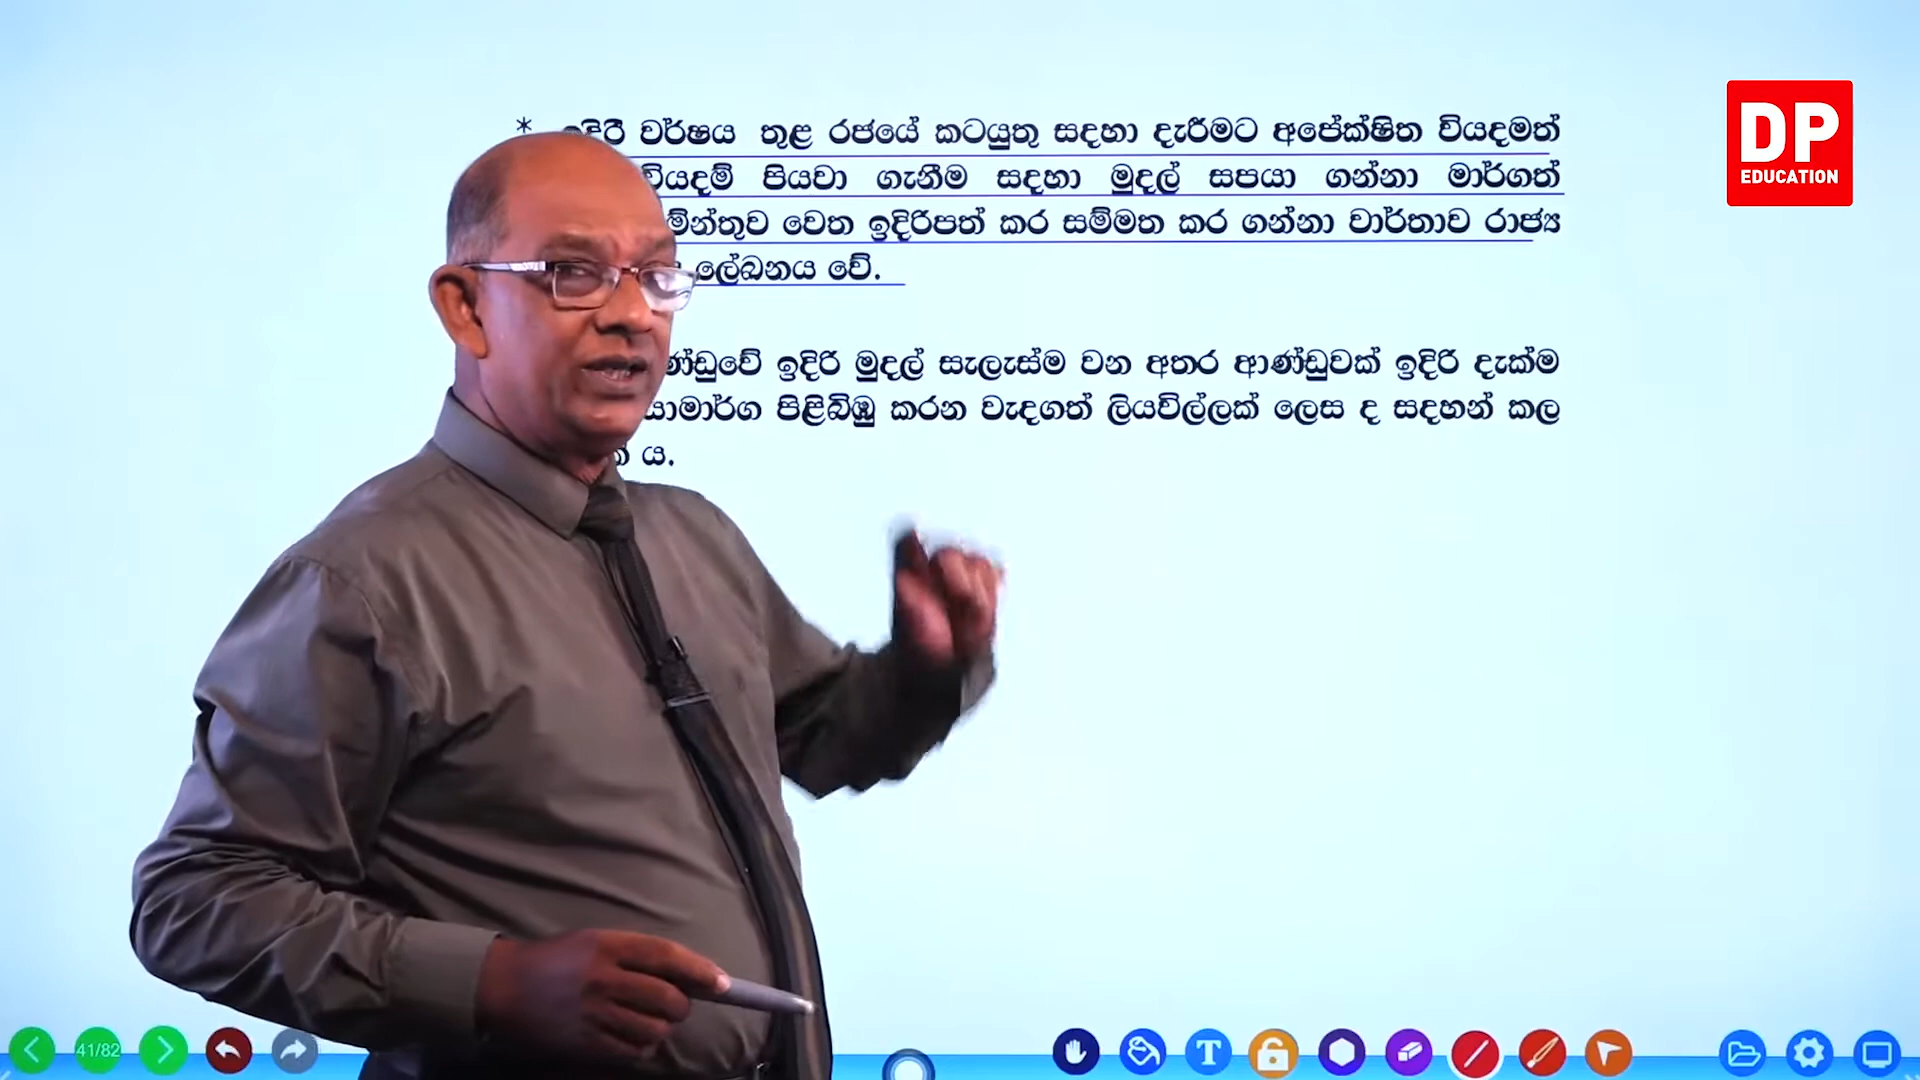 * ඉදිරි වර්ෂය තුළ රජයේ කටයුතු සඳහා දැරීමට අපේක්ෂිත වියදමත්
වියදම් පියවා ගැනීම සඳහා මුදල් සපයා ගන්නා මාර්ගත්
වෙත ඉදිරිපත් කර සම්මත කර ගන්නා වාර්තාව රාජ්‍ය
ලේඛනය වේ.
ඉදිරි මුදල් සැලැස්ම වන අතර ආණ්ඩුවක් ඉදිරි දැක්ම
පිළිබිඹු කරන වැදගත් ලියවිල්ලක් ලෙස ද සඳහන් කල
ය.
DP
EDUCATION
41/82
T